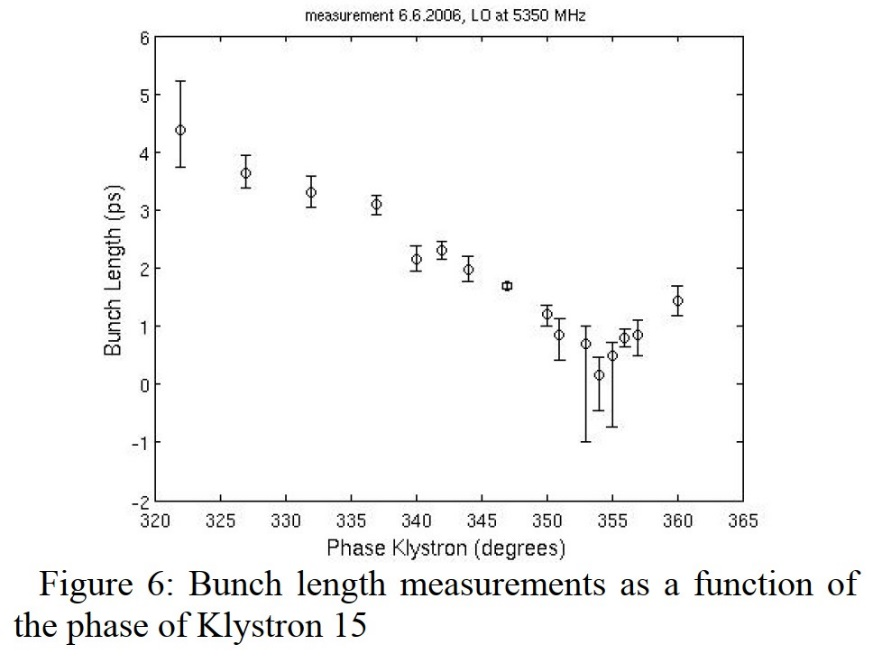 measurement 6.6.2006, LO at 5350 MHz
6
5
4
3
2
1
0
-1
-2
Bunch Length (ps)
320 325 330 335 340 345 350 355 360 365
Phase Klystron (degrees)
Figure 6: Bunch length measurements as a function of
the phase of Klystron 15